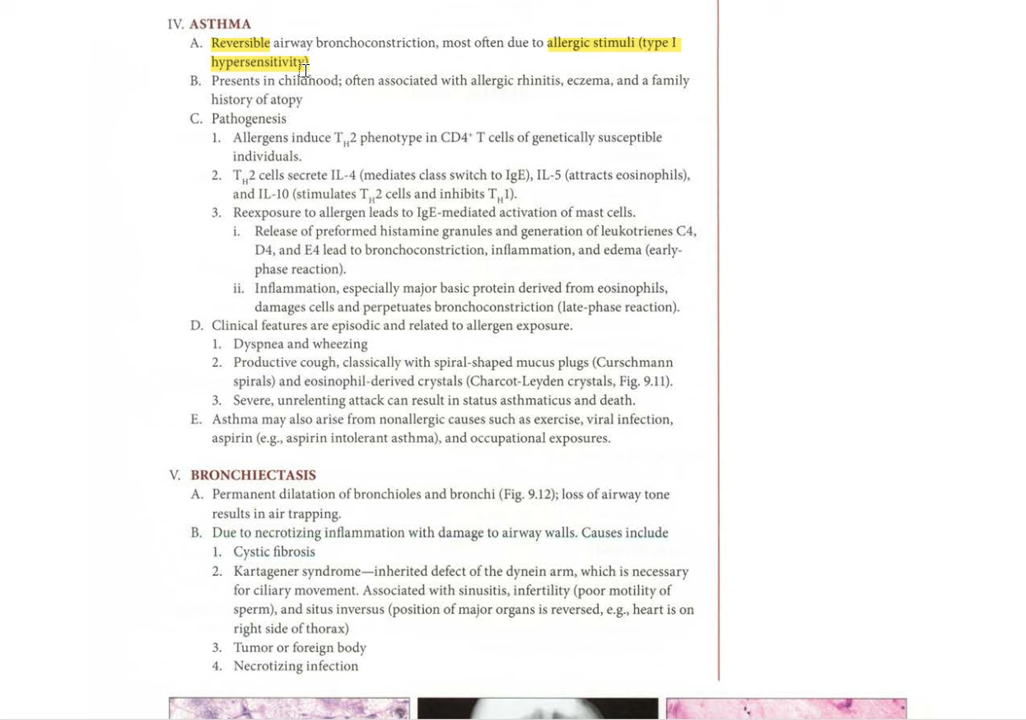 IV. ASTHMA
A. Reversible airway bronchoconstriction, most often due to allergic stimuli (type I
hypersensitivity)
B. Presents in childhood; often associated with allergic rhinitis, eczema, and a family
history of atopy
C. Pathogenesis
1. Allergens induce TH2 phenotype in CD4+ T cells of genetically susceptible
individuals.
2. TH2 cells secrete IL-4 (mediates class switch to IgE), IL-5 (attracts eosinophils),
and IL-10 (stimulates TH2 cells and inhibits TH1).
3. Reexposure to allergen leads to IgE-mediated activation of mast cells.
i. Release of preformed histamine granules and generation of leukotrienes C4,
D4, and E4 lead to bronchoconstriction, inflammation, and edema (early-
phase reaction).
ii. Inflammation, especially major basic protein derived from eosinophils,
damages cells and perpetuates bronchoconstriction (late-phase reaction).
D. Clinical features are episodic and related to allergen exposure.
1. Dyspnea and wheezing
2. Productive cough, classically with spiral-shaped mucus plugs (Curschmann
spirals) and eosinophil-derived crystals (Charcot-Leyden crystals, Fig. 9.11).
3. Severe, unrelenting attack can result in status asthmaticus and death.
E. Asthma may also arise from nonallergic causes such as exercise, viral infection,
aspirin (e.g., aspirin intolerant asthma), and occupational exposures.
V. BRONCHIECTASIS
A. Permanent dilatation of bronchioles and bronchi (Fig. 9.12); loss of airway tone
results in air trapping.
B. Due to necrotizing inflammation with damage to airway walls. Causes include
1. Cystic fibrosis
2. Kartagener syndrome—inherited defect of the dynein arm, which is necessary
for ciliary movement. Associated with sinusitis, infertility (poor motility of
sperm), and situs inversus (position of major organs is reversed, e.g., heart is on
right side of thorax)
3. Tumor or foreign body
4. Necrotizing infection